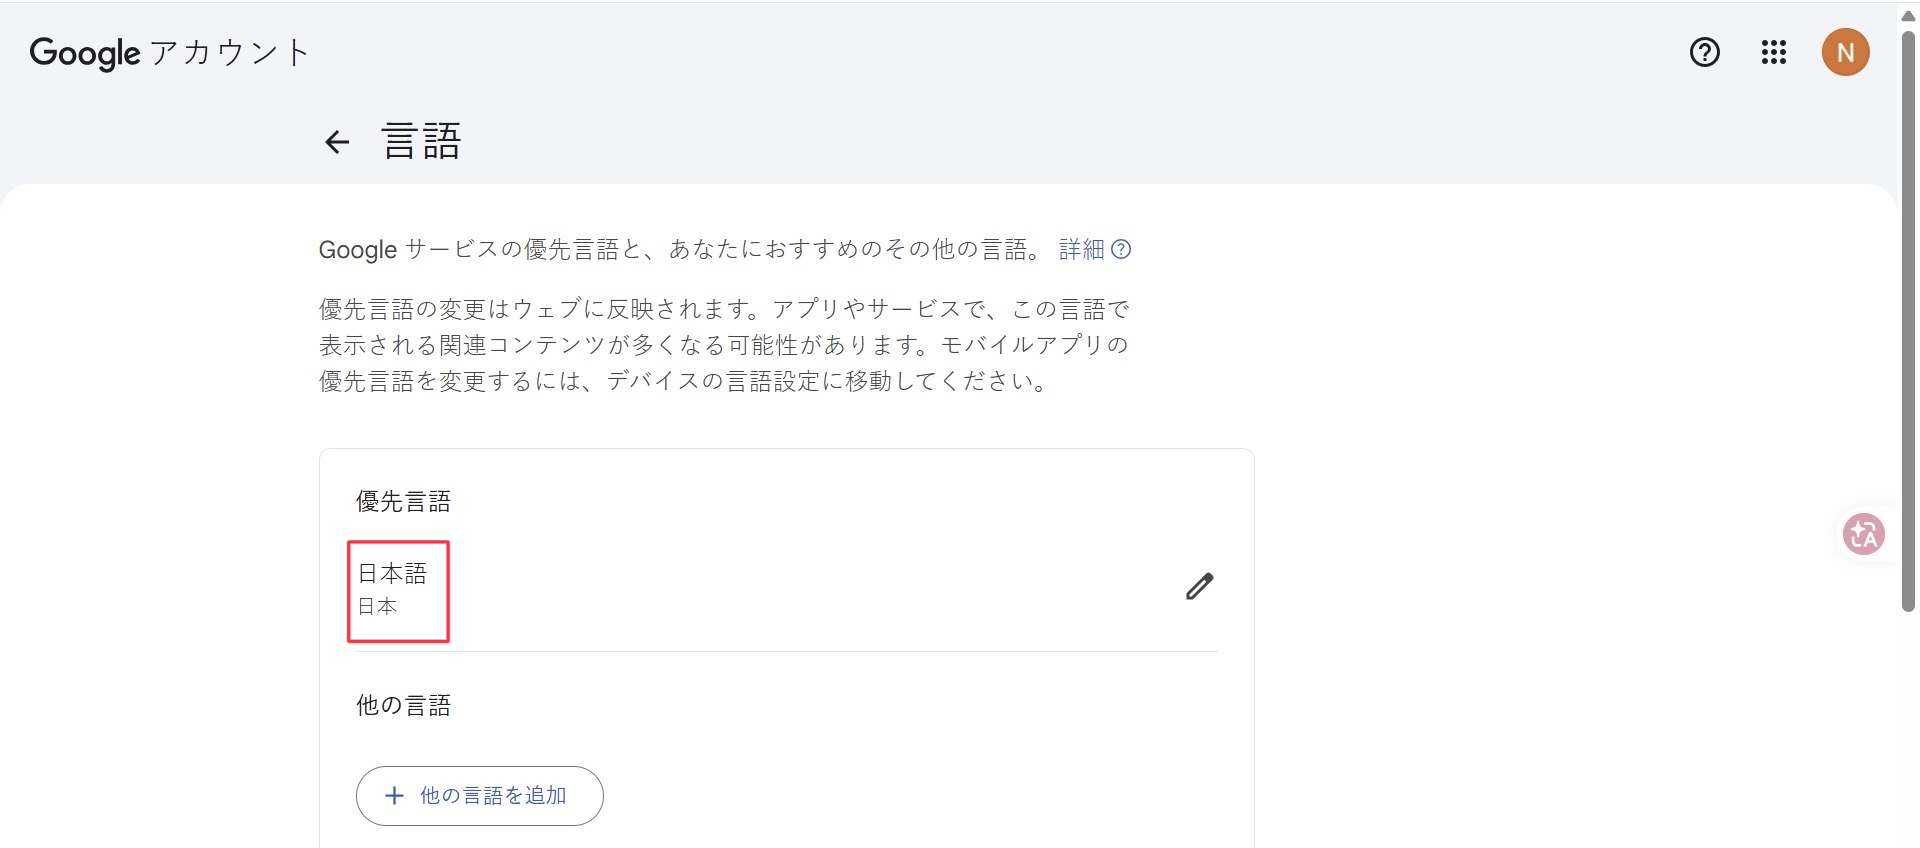 Google アカウント
N
言語
Google サービスの優先言語と、あなたにおすすめのその他の言語。 詳細
優先言語の変更はウェブに反映されます。アプリやサービスで、この言語で
表示される関連コンテンツが多くなる可能性があります。モバイルアプリの
優先言語を変更するには、デバイスの言語設定に移動してください。
優先言語
日本語
日本
他の言語
+ 他の言語を追加